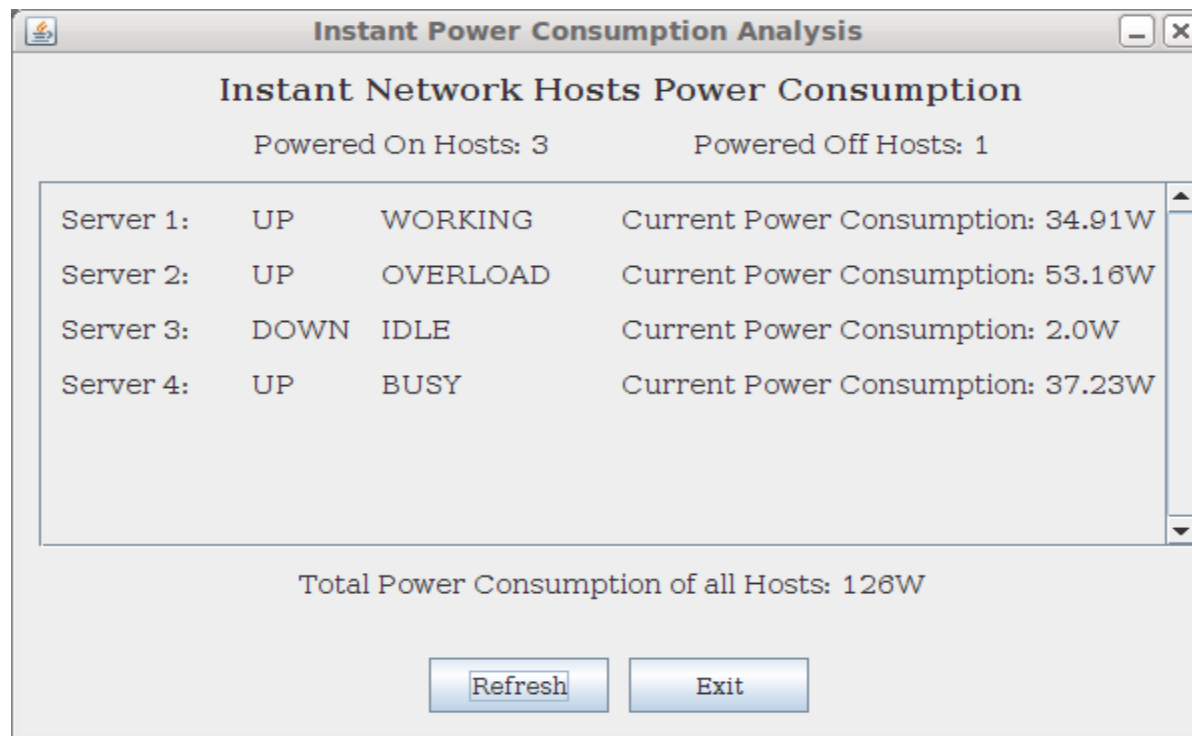 Instant Power Consumption Analysis
Instant Network Hosts Power Consumption
Powered On Hosts: 3 Powered Off Hosts: 1
Server 1: UP WORKING Current Power Consumption: 34.91W
Server 2: UP OVERLOAD Current Power Consumption: 53.16W
Server 3: DOWN IDLE Current Power Consumption: 2.0W
Server 4: UP BUSY Current Power Consumption: 37.23W
Total Power Consumption of all Hosts: 126W
Refresh Exit